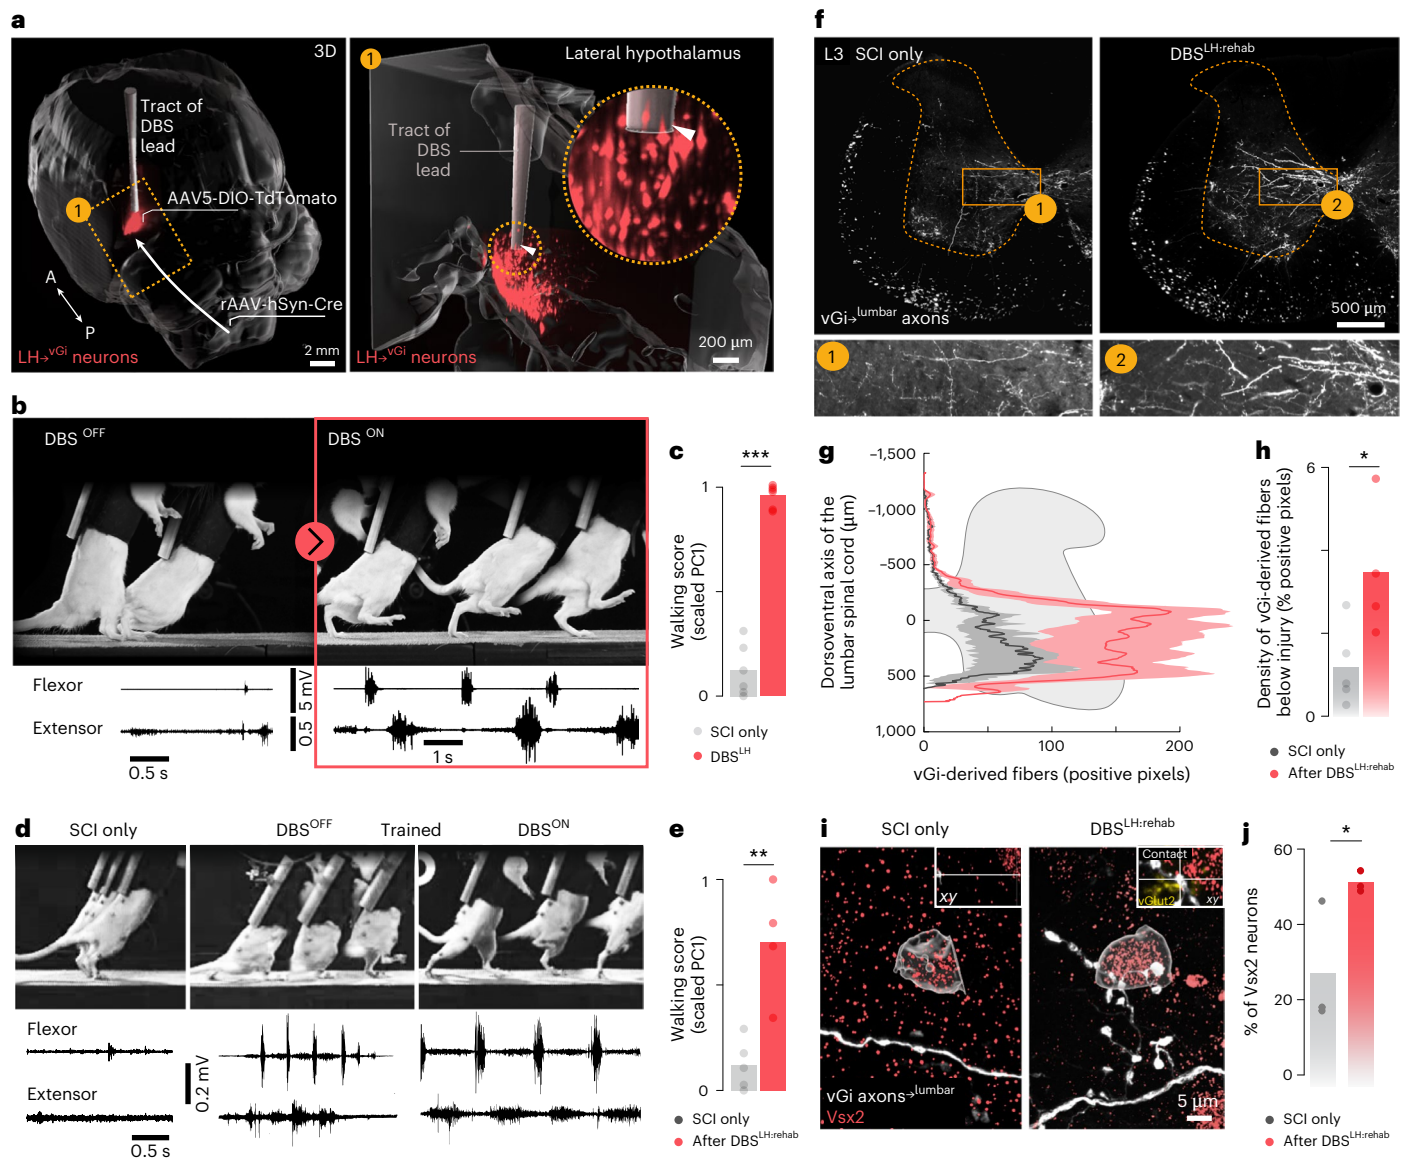 a
3D
Tract of
DBS
lead
AAV5-DIO-TdTomato
1
A
P
rAAV-hSyn-Cre
LH→vGi neurons
2 mm
1
Lateral hypothalamus
Tract of
DBS
lead
LH→vGi neurons
200 µm
b
DBS OFF
DBS ON
Flexor
Extensor
5 mV
0.5
0.5 s
1 s
c
***
Walking score
(scaled PC1)
1
0
SCI only
DBSLH
d
SCI only
DBSOFF
Trained
DBSON
Flexor
Extensor
0.2 mV
0.5 s
e
**
Walking score
(scaled PC1)
1
0
SCI only
After DBSLH:rehab
f
L3 SCI only
DBSLH:rehab
1
2
vGi→lumbar axons
500 µm
1
2
g
Dorsoventral axis of the
lumbar spinal cord (µm)
–1,500
–1,000
–500
0
500
1,000
0
100
200
vGi-derived fibers (positive pixels)
h
*
Density of vGi-derived fibers
below injury (% positive pixels)
6
0
SCI only
After DBSLH:rehab
i
SCI only
DBSLH:rehab
xy
Contact
vGlut2
xy
vGi axons→lumbar
Vsx2
5 µm
j
*
% of Vsx2 neurons
60
40
20
0
SCI only
After DBSLH:rehab